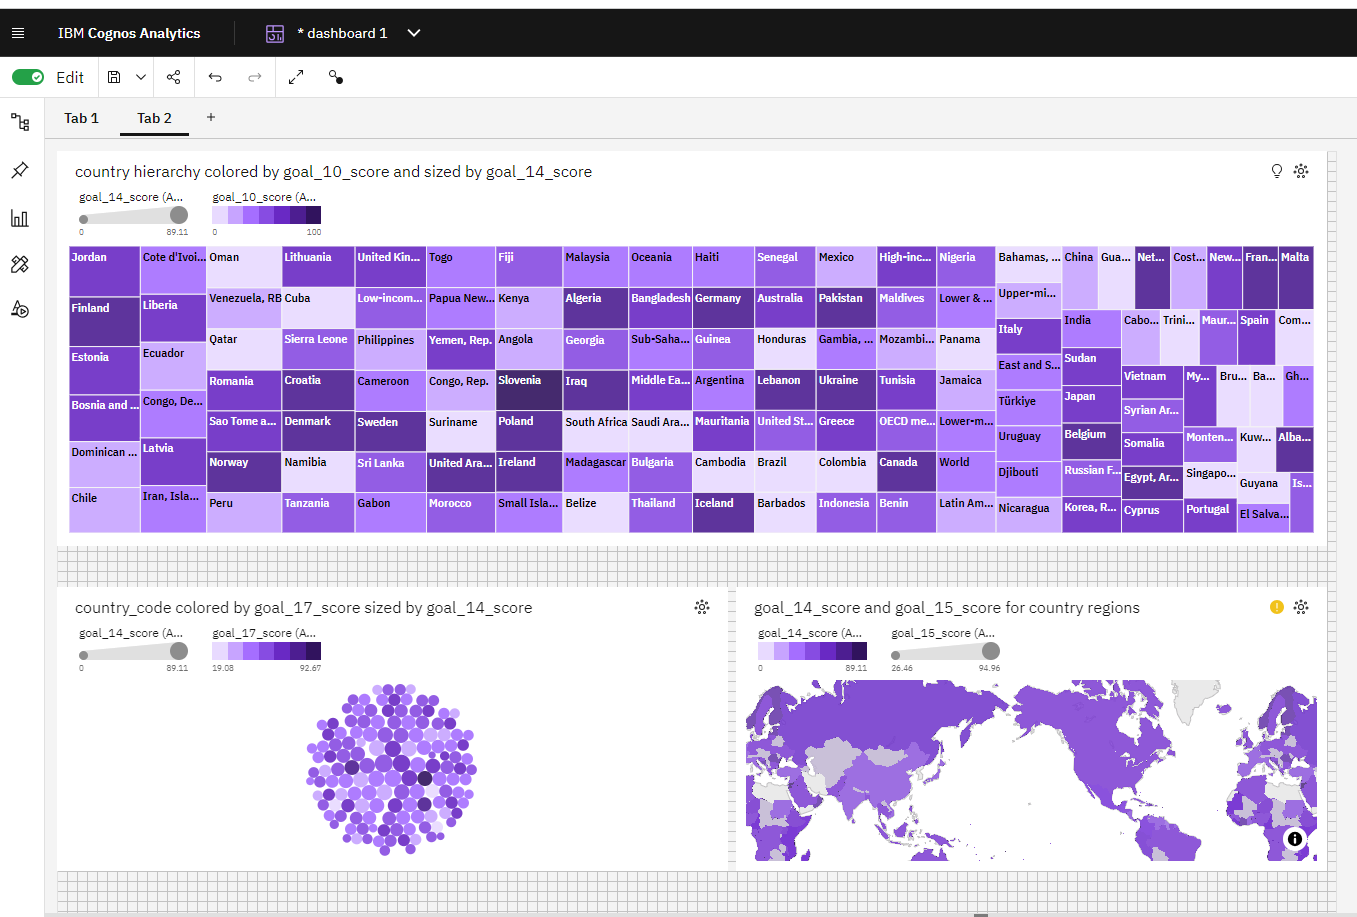 IBM Cognos Analytics
* dashboard 1
Edit
Tab 1
Tab 2
+
country hierarchy colored by goal_10_score and sized by goal_14_score
goal_14_score (A...
goal_10_score (A...
0
89.11
0
100
Jordan
Finland
Estonia
Bosnia and ...
Dominican ...
Chile
Cote d'Ivoi...
Liberia
Ecuador
Congo, De...
Latvia
Iran, Isla...
Oman
Venezuela, RB
Qatar
Romania
Sao Tome a...
Norway
Peru
Lithuania
Cuba
Sierra Leone
Croatia
Denmark
Namibia
Tanzania
United Kin...
Low-incom...
Philippines
Cameroon
Sweden
Sri Lanka
Gabon
Togo
Papua New...
Yemen, Rep.
Congo, Rep.
Suriname
United Ara...
Morocco
Fiji
Kenya
Angola
Slovenia
Poland
Ireland
Small Isla...
Malaysia
Algeria
Georgia
Iraq
South Africa
Madagascar
Belize
Oceania
Bangladesh
Sub-Saha...
Middle Ea...
Saudi Ara...
Bulgaria
Thailand
Haiti
Germany
Guinea
Argentina
Mauritania
Cambodia
Iceland
Senegal
Australia
Honduras
Lebanon
United St...
Brazil
Barbados
Mexico
Pakistan
Gambia, ...
Ukraine
Greece
Colombia
Indonesia
High-inc...
Maldives
Mozambi...
Tunisia
OECD me...
Canada
Benin
Nigeria
Lower & ...
Panama
Jamaica
Lower-m...
World
Latin Am...
Bahamas, ...
Upper-mi...
Italy
East and S...
Türkiye
Uruguay
Djibouti
Nicaragua
China
Gua...
Net...
Cost...
New...
Fran...
Malta
India
Sudan
Japan
Belgium
Russian F...
Korea, R...
Cabo...
Trini...
Maur...
Spain
Com...
Vietnam
Syrian Ar...
Somalia
Egypt, Ar...
Cyprus
My...
Bru...
Ba...
Gh...
Monten...
Singapo...
Portugal
Kuw...
Alba...
Guyana
Is...
El Salva...
country_code colored by goal_17_score sized by goal_14_score
goal_14_score (A...
goal_17_score (A...
0
89.11
19.08
92.67
goal_14_score and goal_15_score for country regions
goal_14_score (A...
goal_15_score (A...
0
89.11
26.46
94.96